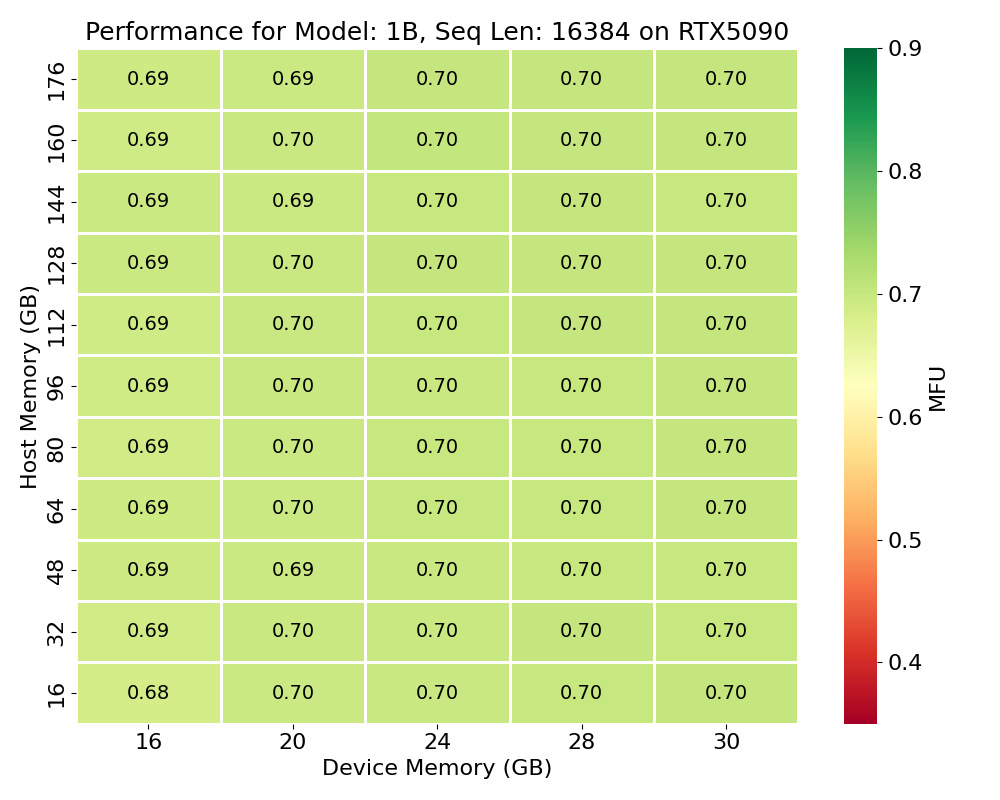 Performance for Model: 1B, Seq Len: 16384 on RTX5090
176 0.69 0.69 0.70 0.70 0.70
160 0.69 0.70 0.70 0.70 0.70
144 0.69 0.69 0.70 0.70 0.70
128 0.69 0.70 0.70 0.70 0.70
112 0.69 0.70 0.70 0.70 0.70
96 0.69 0.70 0.70 0.70 0.70
80 0.69 0.70 0.70 0.70 0.70
64 0.69 0.70 0.70 0.70 0.70
48 0.69 0.69 0.70 0.70 0.70
32 0.69 0.70 0.70 0.70 0.70
16 0.68 0.70 0.70 0.70 0.70
16 20 24 28 30
Device Memory (GB)
Host Memory (GB)
0.9
0.8
0.7
0.6
0.5
0.4
MFU